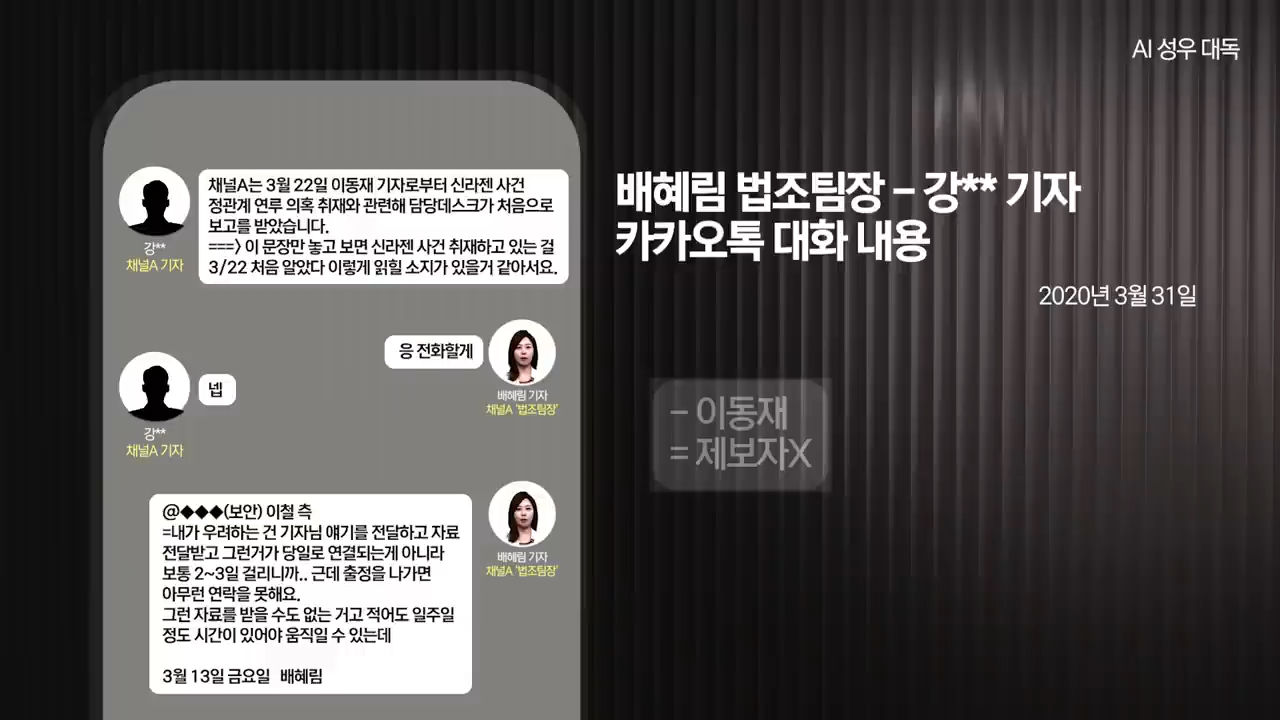 AI 성우 대독
배혜림 법조팀장 – 강** 기자
카카오톡 대화 내용
2020년 3월 31일
채널A는 3월 22일 이동재 기자로부터 신라젠 사건
정관계 연루 의혹 취재와 관련해 담당데스크가 처음으로
보고를 받았습니다.
===> 이 문장만 놓고 보면 신라젠 사건 취재하고 있는 걸
3/22 처음 알았다 이렇게 읽힐 소지가 있을거 같아서요.
강**
채널A 기자
응 전화할게
배혜림 기자
채널A '법조팀장'
넵
강**
채널A 기자
– 이동재
= 제보자X
@◆◆◆(보안) 이철 측
=내가 우려하는 건 기자님 얘기를 전달하고 자료
전달받고 그런거가 당일로 연결되는게 아니라
보통 2~3일 걸리니까.. 근데 출정을 나가면
아무런 연락을 못해요.
그런 자료를 받을 수도 없는 거고 적어도 일주일
정도 시간이 있어야 움직일 수 있는데
3월 13일 금요일 배혜림
배혜림 기자
채널A '법조팀장'